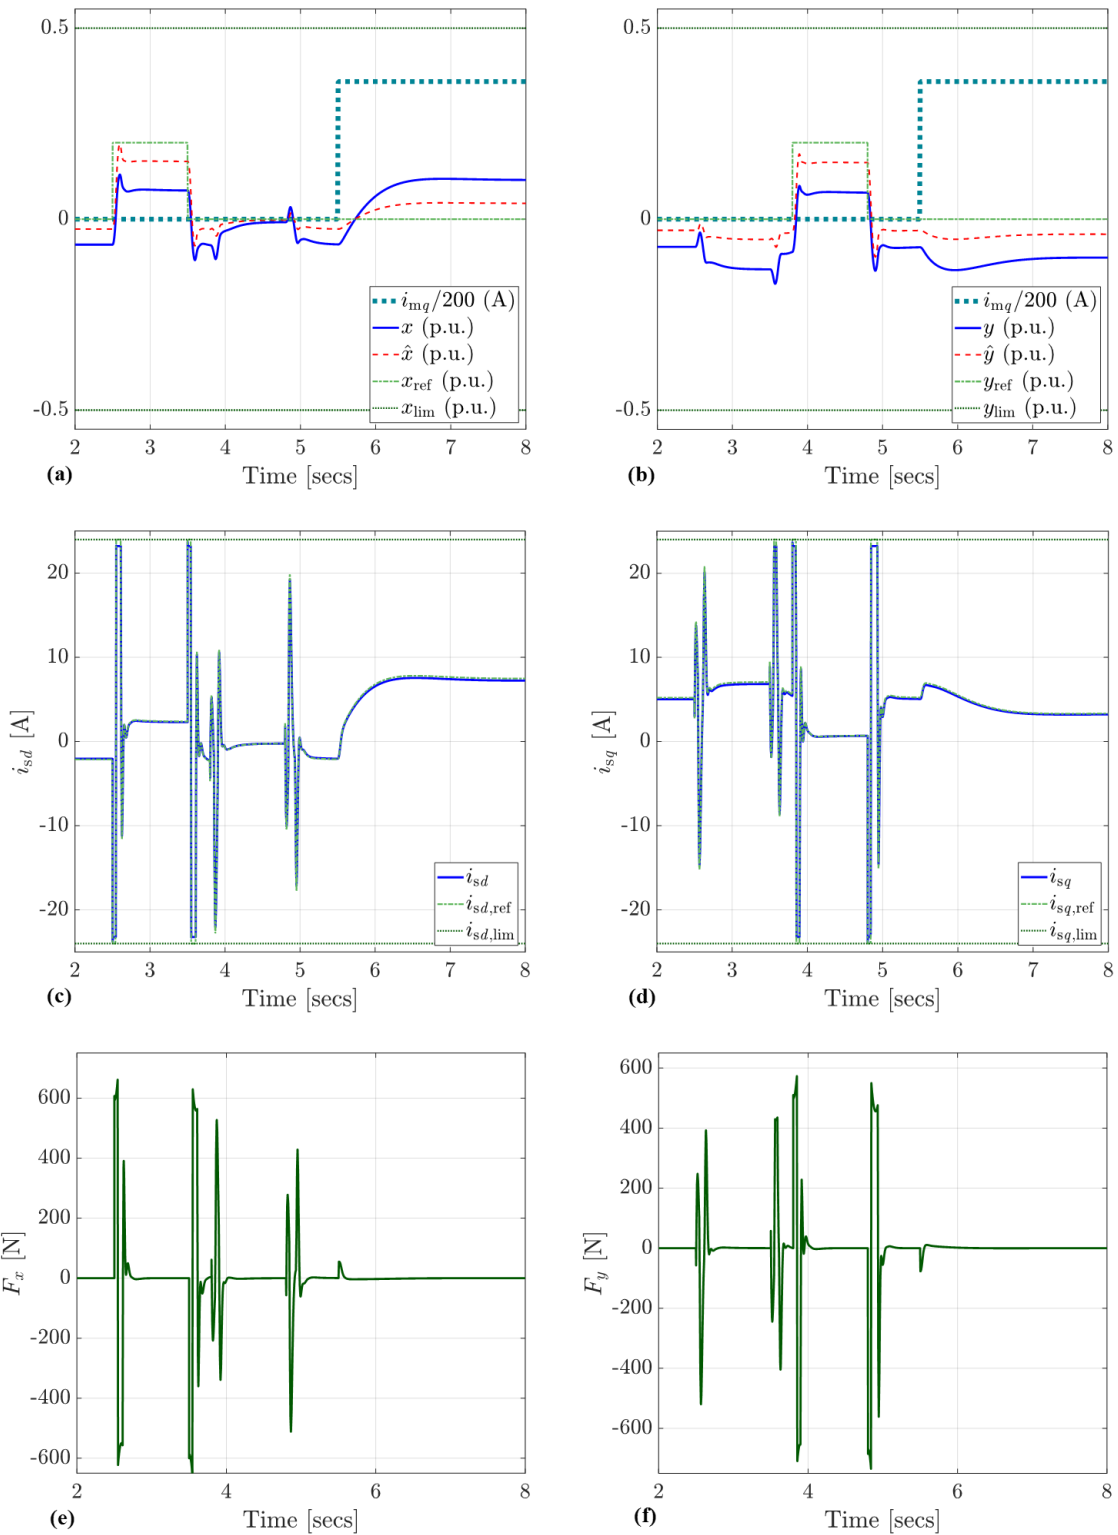 0.5
0
-0.5
i_mq/200 (A)
x (p.u.)
x̂ (p.u.)
x_ref (p.u.)
x_lim (p.u.)
2 3 4 5 6 7 8
(a) Time [secs]
0.5
0
-0.5
i_mq/200 (A)
y (p.u.)
ŷ (p.u.)
y_ref (p.u.)
y_lim (p.u.)
2 3 4 5 6 7 8
(b) Time [secs]
i_sd [A]
20
10
0
-10
-20
i_sd
i_sd,ref
i_sd,lim
2 3 4 5 6 7 8
(c) Time [secs]
i_sq [A]
20
10
0
-10
-20
i_sq
i_sq,ref
i_sq,lim
2 3 4 5 6 7 8
(d) Time [secs]
F_x [N]
600
400
200
0
-200
-400
-600
2 4 6 8
(e) Time [secs]
F_y [N]
600
400
200
0
-200
-400
-600
2 4 6 8
(f) Time [secs]